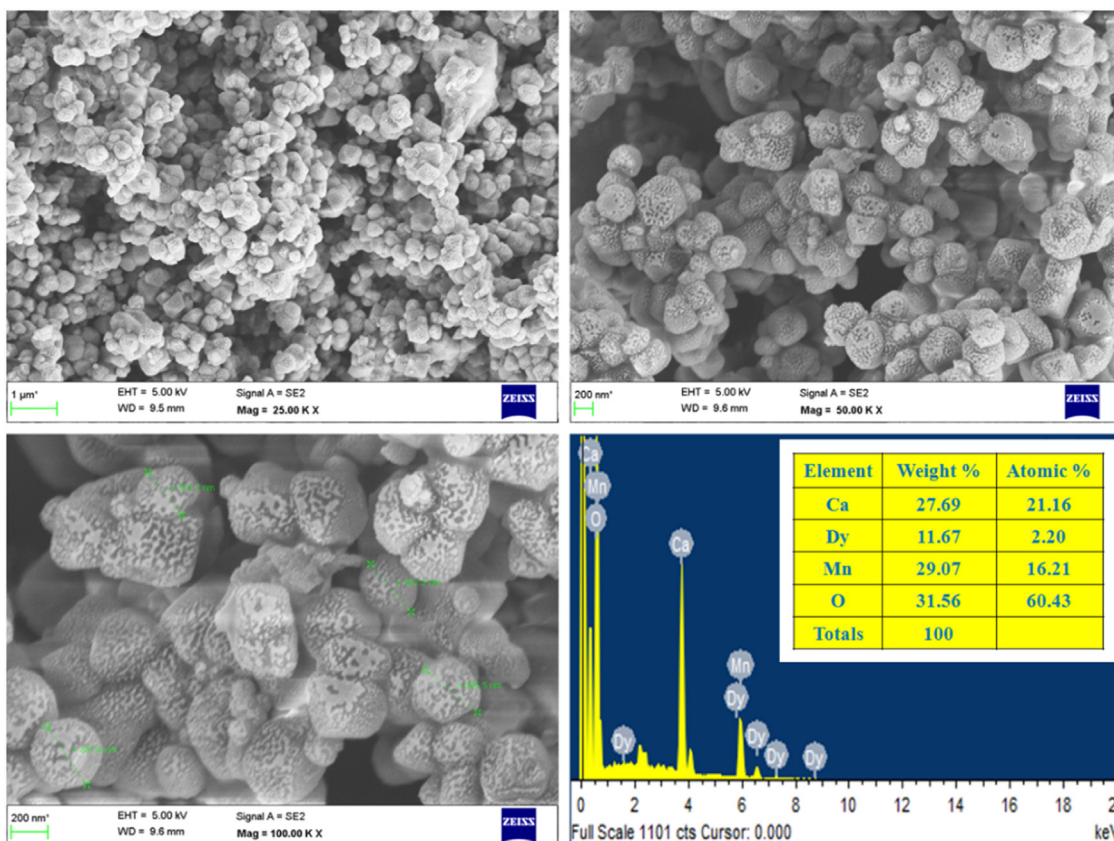 1 µm*
EHT = 5.00 kV
Signal A = SE2
WD = 9.5 mm
Mag = 25.00 K X
ZEISS
200 nm*
EHT = 5.00 kV
Signal A = SE2
WD = 9.6 mm
Mag = 50.00 K X
ZEISS
200 nm*
EHT = 5.00 kV
Signal A = SE2
WD = 9.6 mm
Mag = 100.00 K X
ZEISS
Ca
Mn
O
Ca
Mn
Dy
Dy
Dy
Dy
Dy
Element Weight % Atomic %
Ca 27.69 21.16
Dy 11.67 2.20
Mn 29.07 16.21
O 31.56 60.43
Totals 100
0 2 4 6 8 10 12 14 16 18
Full Scale 1101 cts Cursor: 0.000